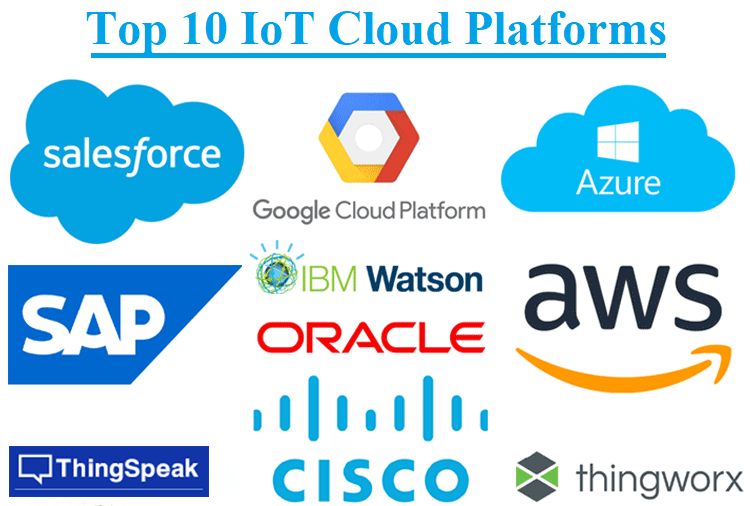 Top 10 IoT Cloud Platforms
salesforce
Google Cloud Platform
Azure
SAP
IBM Watson
ORACLE
aws
ThingSpeak
CISCO
thingworx